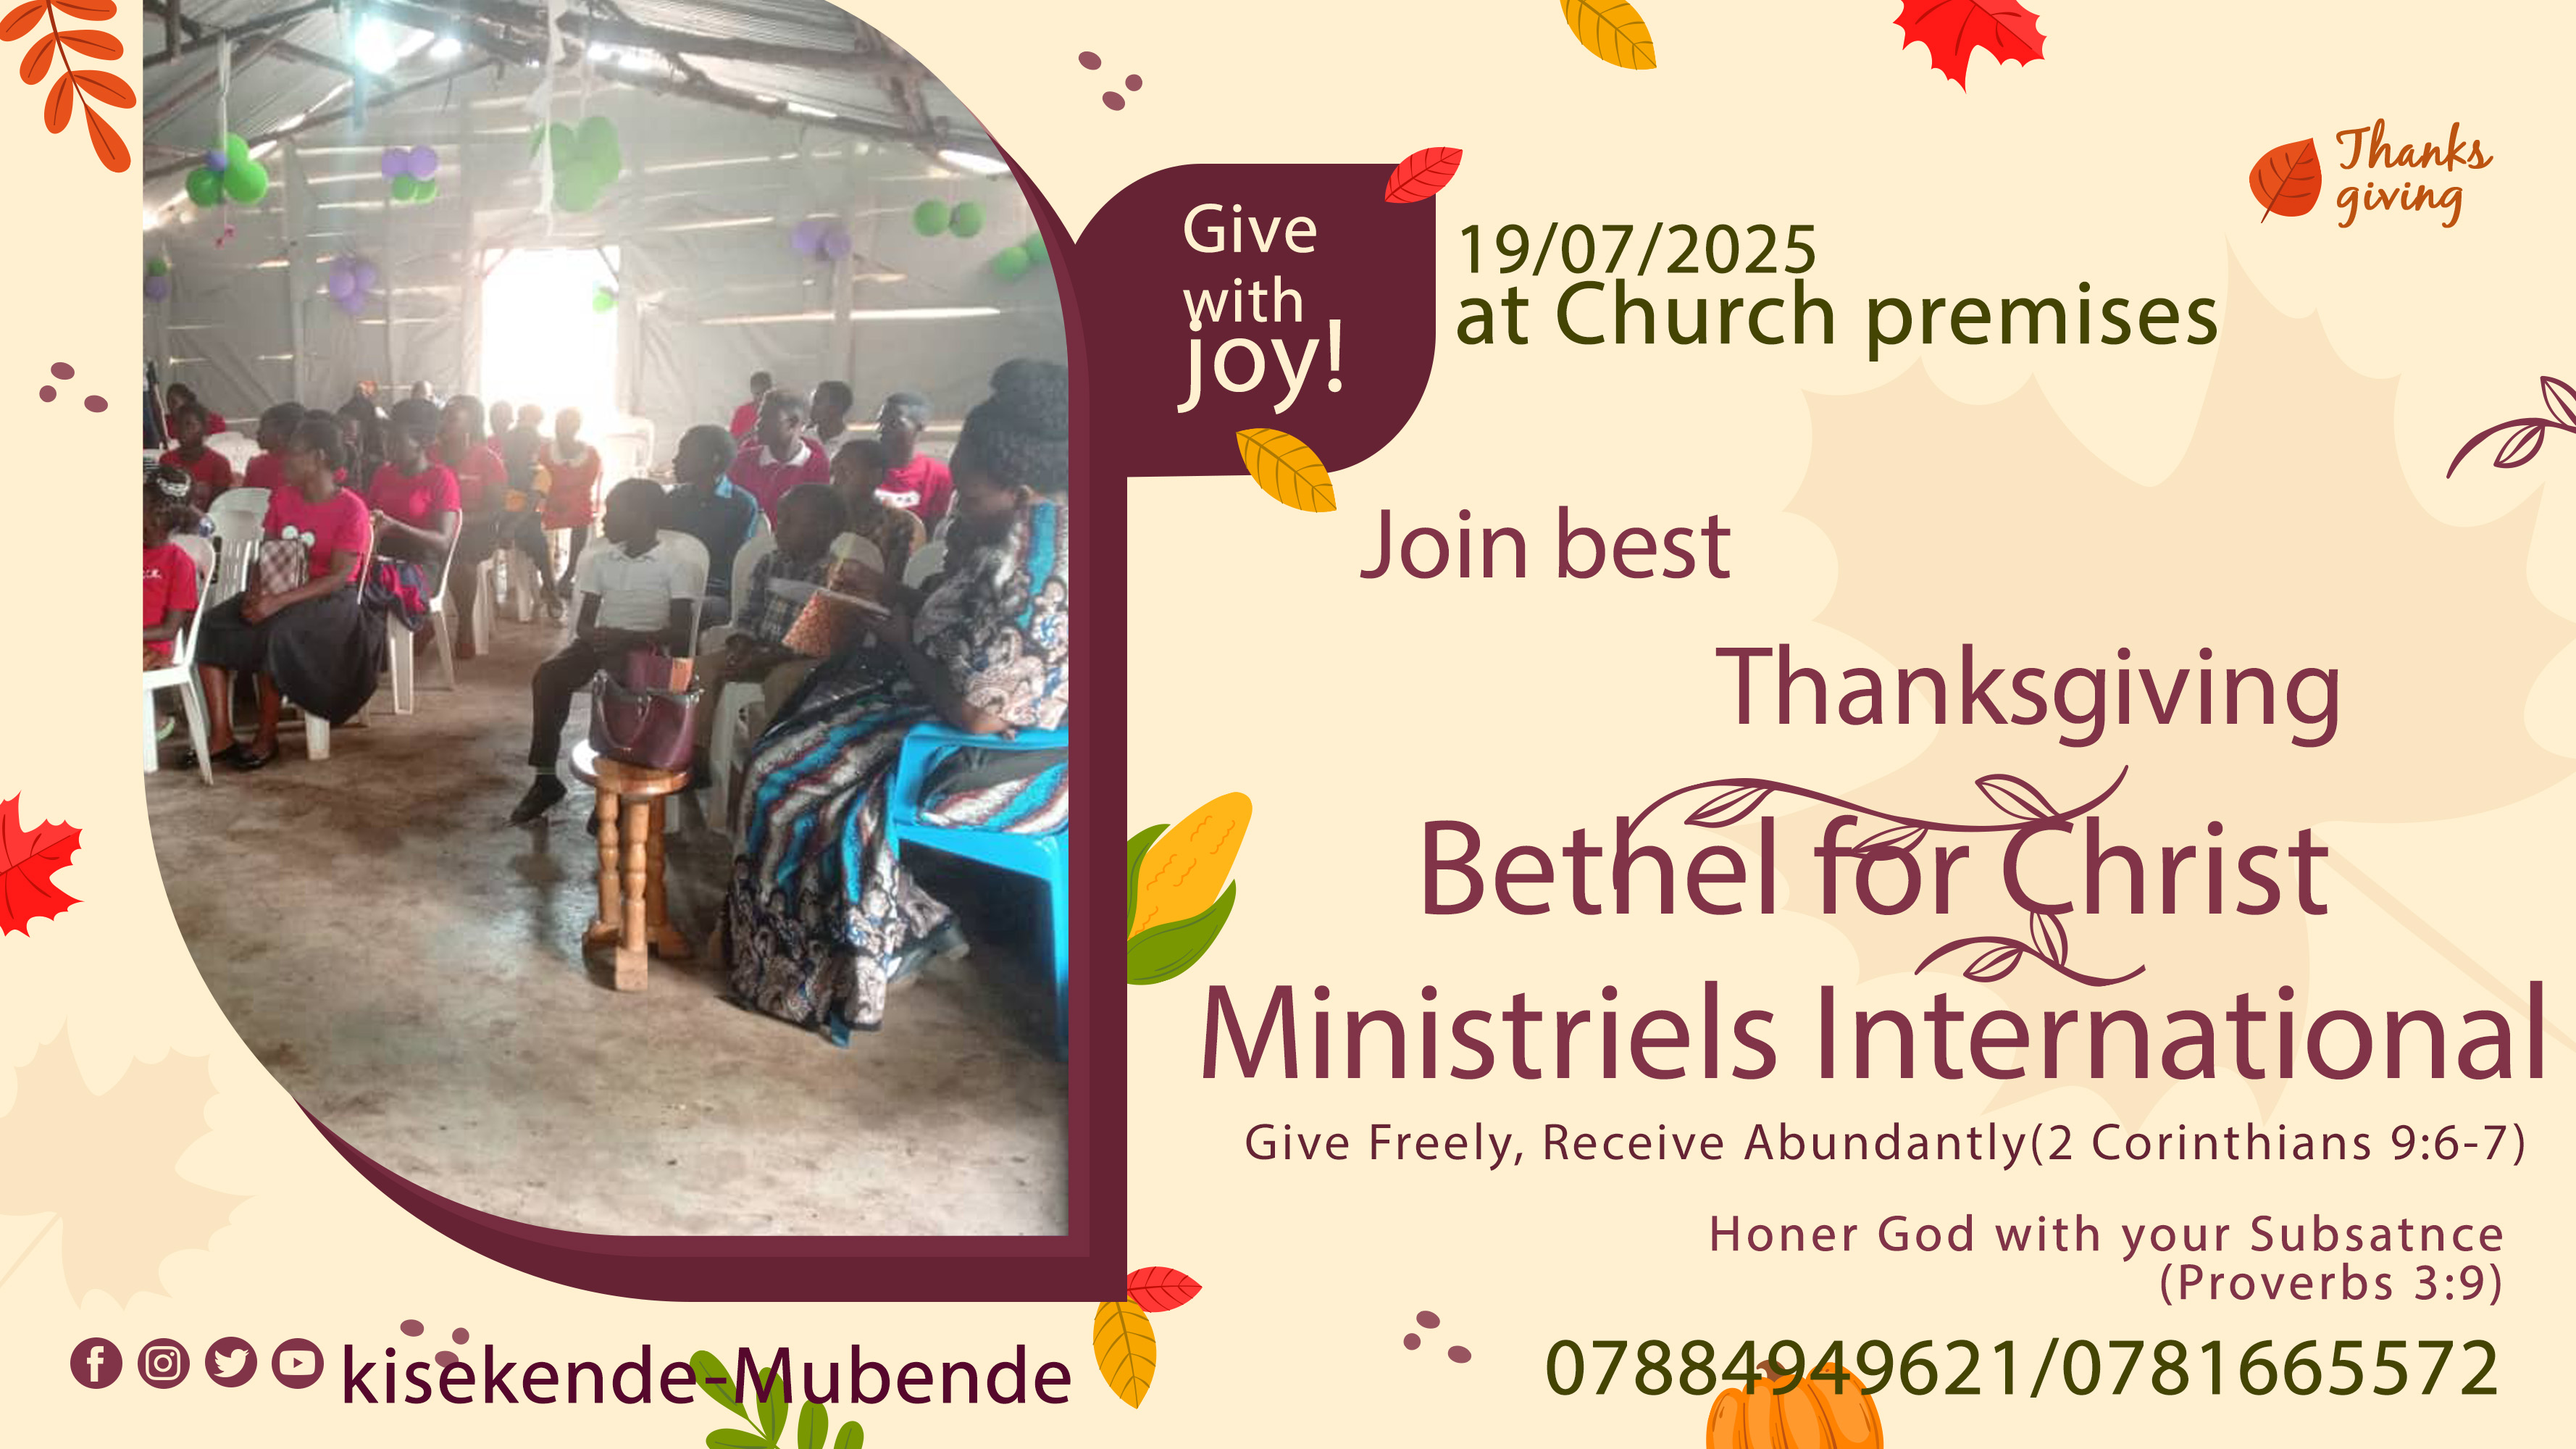 Thanks
giving
Give
with
joy!
19/07/2025
at Church premises
Join best
Thanksgiving
Bethel for Christ
Ministriels International
Give Freely, Receive Abundantly(2 Corinthians 9:6-7)
Honer God with your Subsatnce
(Proverbs 3:9)
kisekende-Mubende
07884949621/0781665572